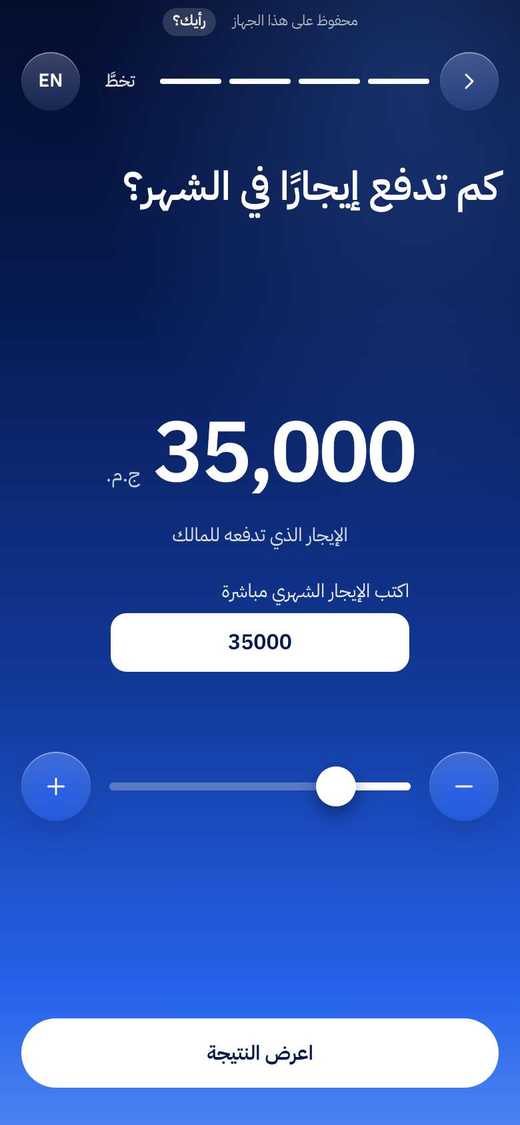 محفوظ على هذا الجهاز رأيك؟
تخطَّ EN
كم تدفع إيجارًا في الشهر؟
35,000 ج.م.
الإيجار الذي تدفعه للمالك
اكتب الإيجار الشهري مباشرة
35000
اعرض النتيجة